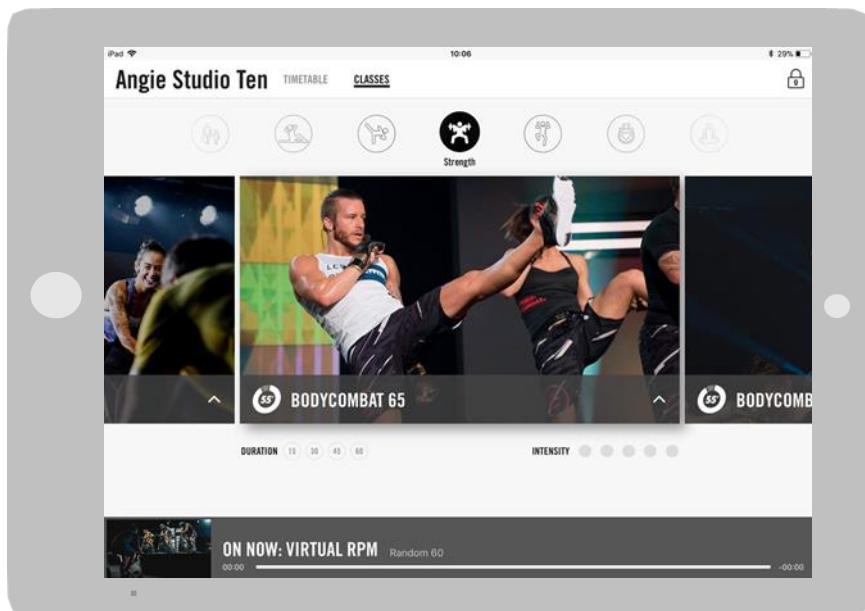 iPad 10:06 29%
Angie Studio Ten TIMETABLE CLASSES
Strength
55' BODYCOMBAT 65
55' BODYCOMB
DURATION 15 30 45 60
INTENSITY
ON NOW: VIRTUAL RPM Random 60
00:00 -00:00